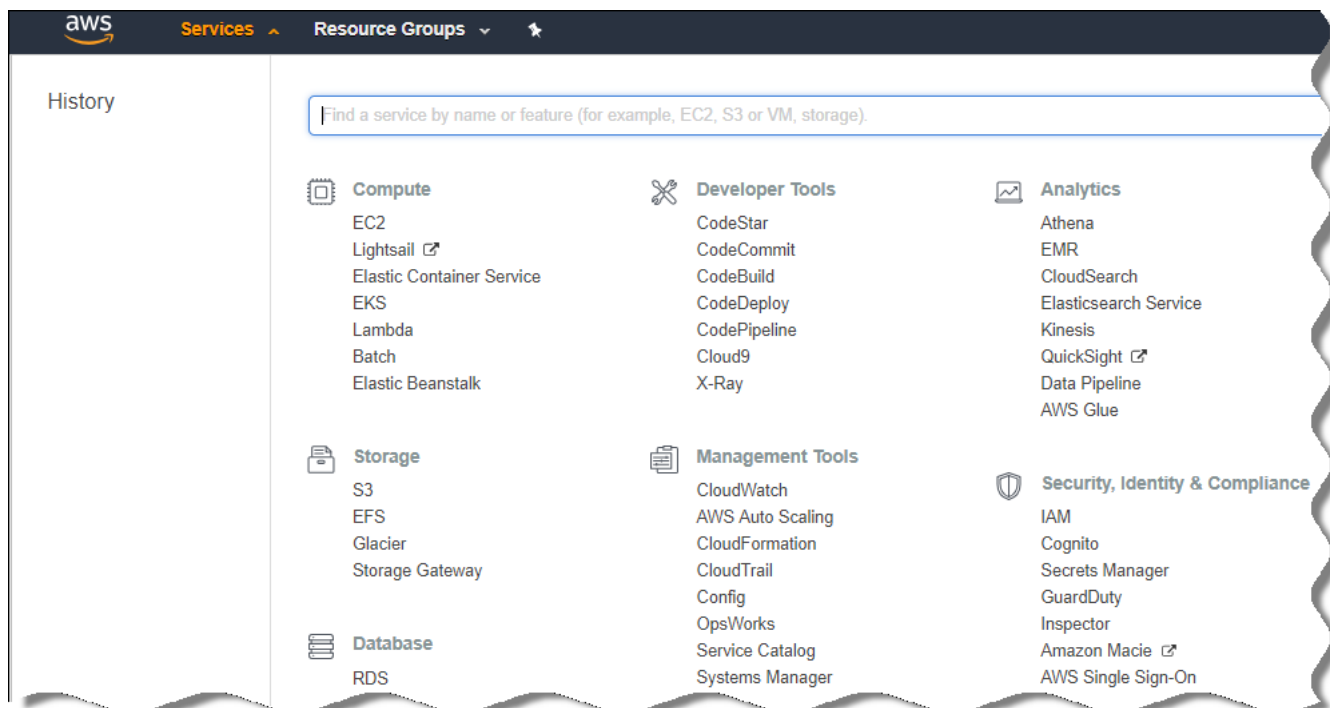 aws Services Resource Groups
History
Find a service by name or feature (for example, EC2, S3 or VM, storage).
Compute
EC2
Lightsail
Elastic Container Service
EKS
Lambda
Batch
Elastic Beanstalk
Storage
S3
EFS
Glacier
Storage Gateway
Database
RDS
Developer Tools
CodeStar
CodeCommit
CodeBuild
CodeDeploy
CodePipeline
Cloud9
X-Ray
Management Tools
CloudWatch
AWS Auto Scaling
CloudFormation
CloudTrail
Config
OpsWorks
Service Catalog
Systems Manager
Analytics
Athena
EMR
CloudSearch
Elasticsearch Service
Kinesis
QuickSight
Data Pipeline
AWS Glue
Security, Identity & Compliance
IAM
Cognito
Secrets Manager
GuardDuty
Inspector
Amazon Macie
AWS Single Sign-On